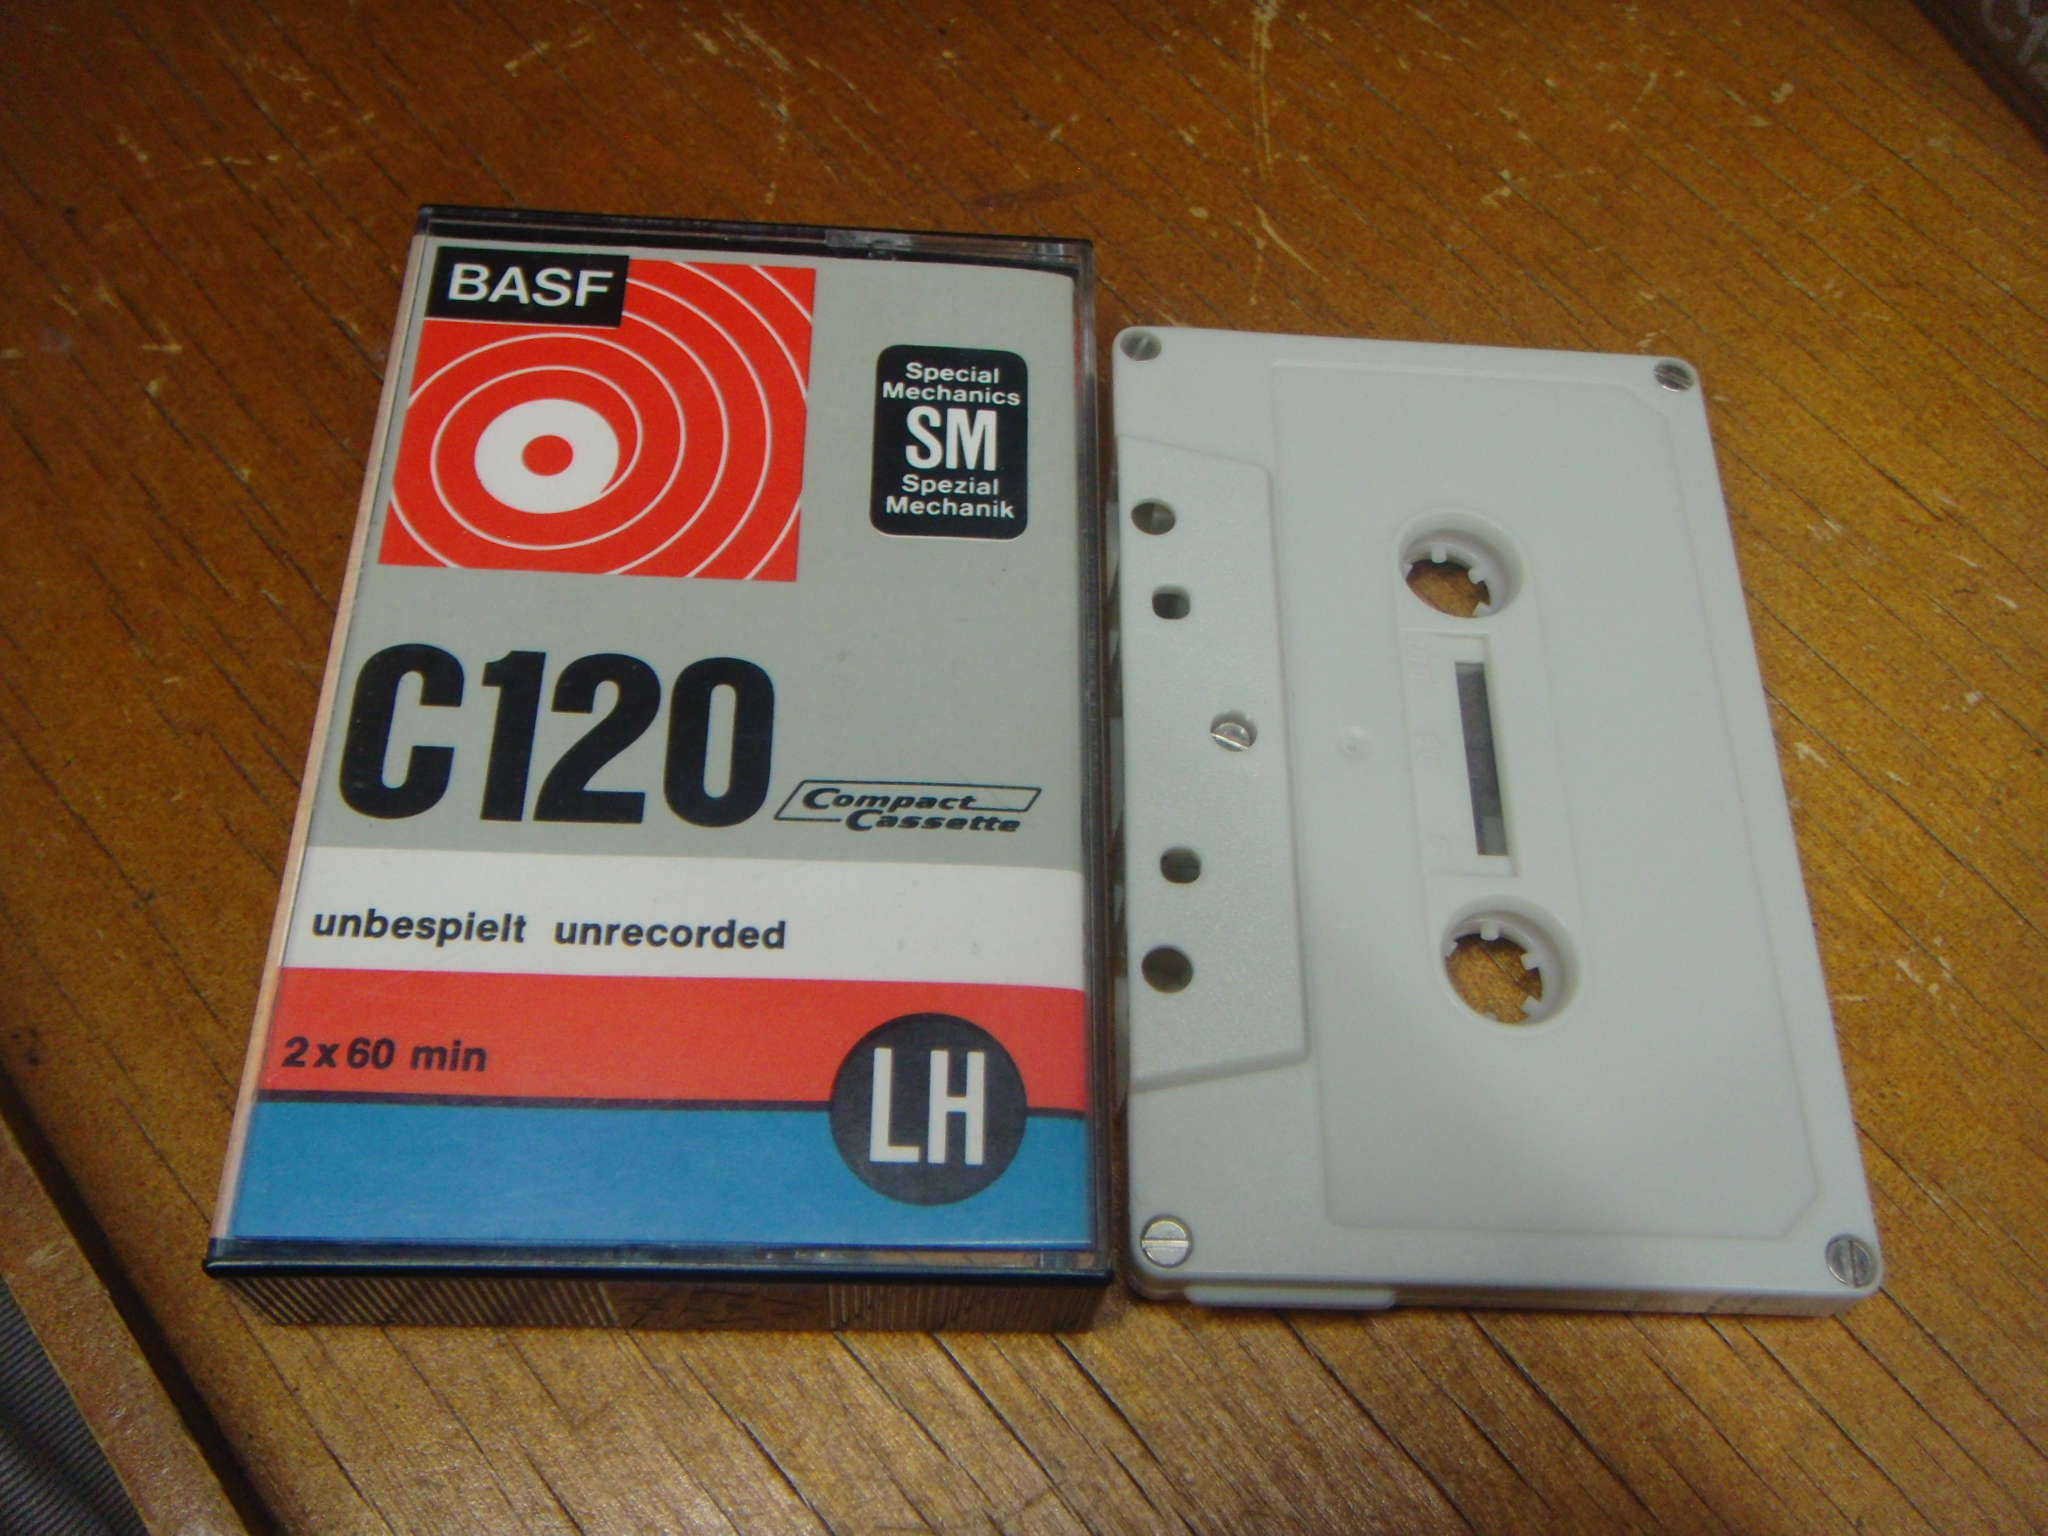 BASF
Special
Mechanics
SM
Spezial
Mechanik
C120
Compact
Cassette
unbespielt unrecorded
2 x 60 min
LH